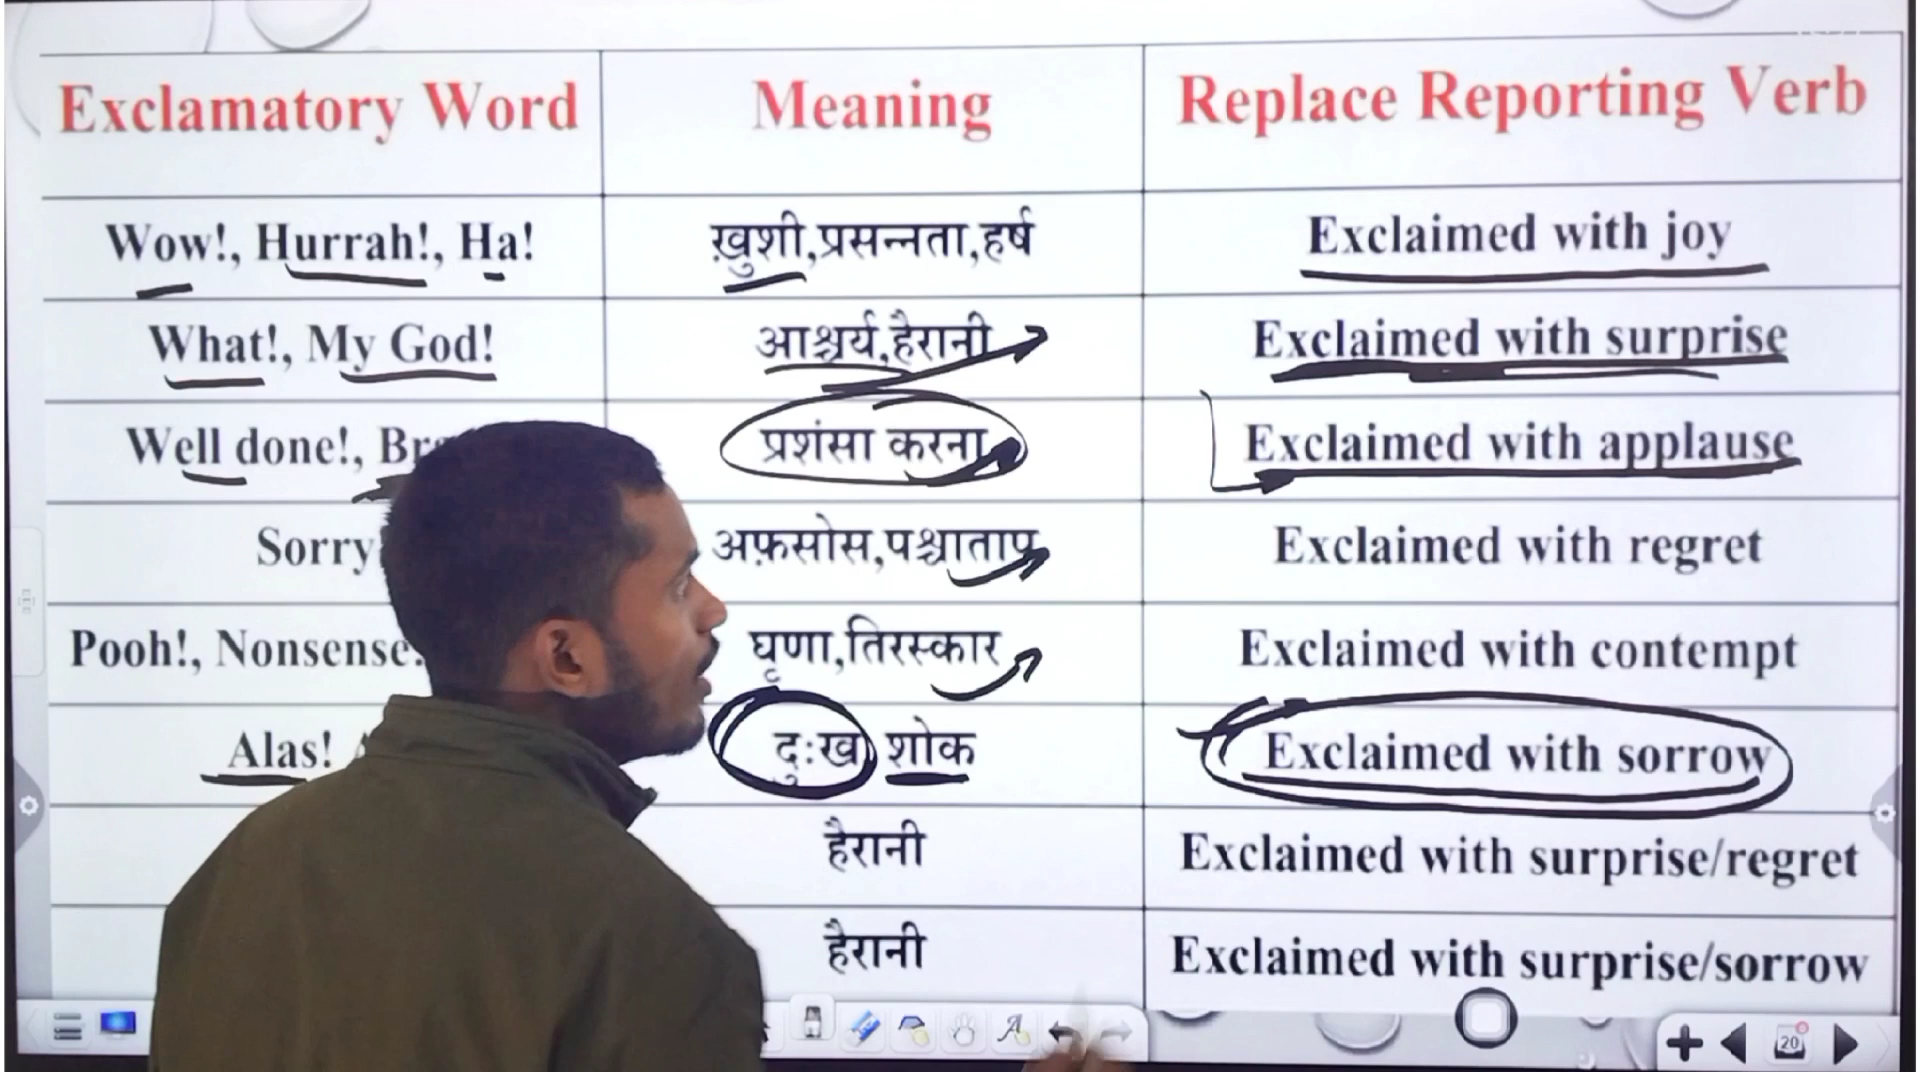 Exclamatory Word Meaning Replace Reporting Verb
Wow!, Hurrah!, Ha! ख़ुशी,प्रसन्नता,हर्ष Exclaimed with joy
What!, My God! आश्चर्य,हैरानी Exclaimed with surprise
Well done!, प्रशंसा करना Exclaimed with applause
Sorry अफ़सोस,पश्चाताप Exclaimed with regret
Pooh!, Nonsense! घृणा,तिरस्कार Exclaimed with contempt
Alas! दुःख शोक Exclaimed with sorrow
हैरानी Exclaimed with surprise/regret
हैरानी Exclaimed with surprise/sorrow
20